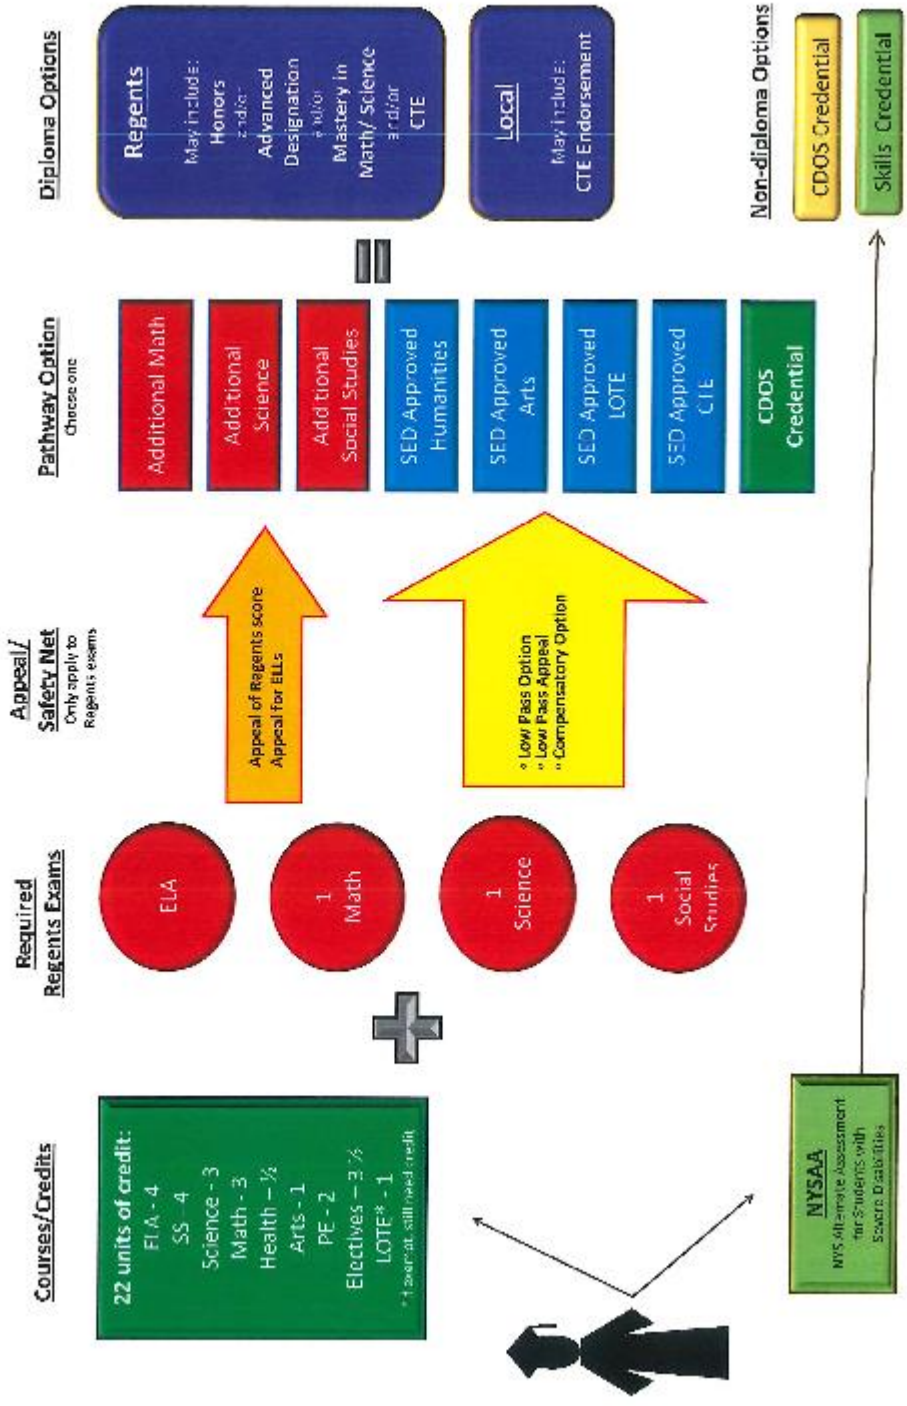 Courses/Credits
22 units of credit:
ELA - 4
SS - 4
Science - 3
Math - 3
Health – ½
Arts - 1
PE - 2
Electives – 3 ½
LOTE* - 1
*if exempt, still need credit
NYSAA
NYS Alternate Assessment
for Students with
Severe Disabilities
Required
Regents Exams
ELA
1
Math
1
Science
1
Social
Studies
Appeal/
Safety Net
Only apply to
Regents exams
Appeal of Regents score
Appeal for ELLs
Low Pass Option
Low Pass Appeal
Compensatory Option
Pathway Option
Choose one
Additional Math
Additional
Science
Additional
Social Studies
SED Approved
Humanities
SED Approved
Arts
SED Approved
LOTE
SED Approved
CTE
CDOS
Credential
Diploma Options
Regents
May include:
Honors
and/or
Advanced
Designation
and/or
Mastery in
Math/ Science
and/or
CTE
Local
May include:
CTE Endorsement
Non-diploma Options
CDOS Credential
Skills Credential